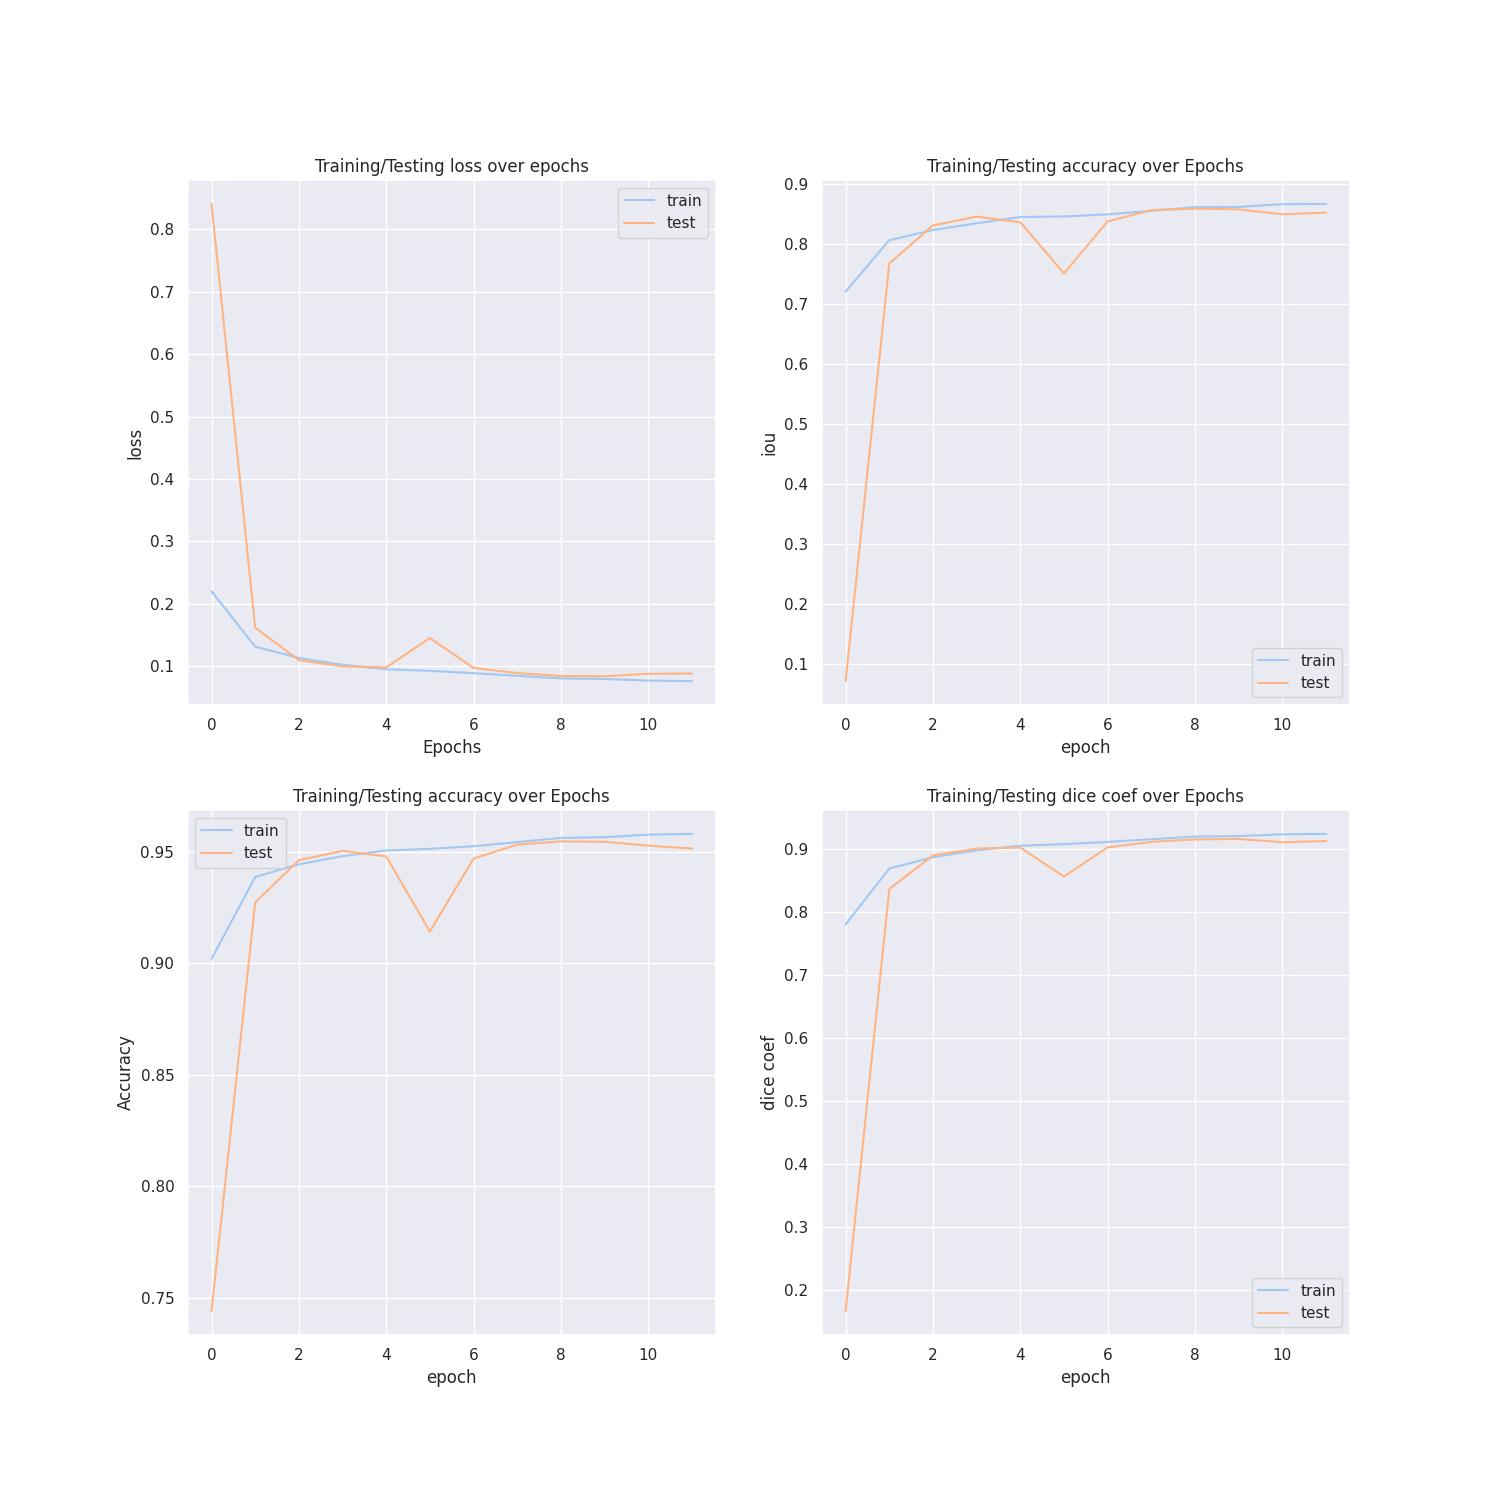 Training/Testing loss over epochs
train
test
0.8
0.7
0.6
0.5
0.4
0.3
0.2
0.1
loss
0 2 4 6 8 10
Epochs
Training/Testing accuracy over Epochs
0.9
0.8
0.7
0.6
0.5
0.4
0.3
0.2
0.1
iou
train
test
0 2 4 6 8 10
epoch
Training/Testing accuracy over Epochs
train
test
0.95
0.90
0.85
0.80
0.75
Accuracy
0 2 4 6 8 10
epoch
Training/Testing dice coef over Epochs
0.9
0.8
0.7
0.6
0.5
0.4
0.3
0.2
dice coef
train
test
0 2 4 6 8 10
epoch